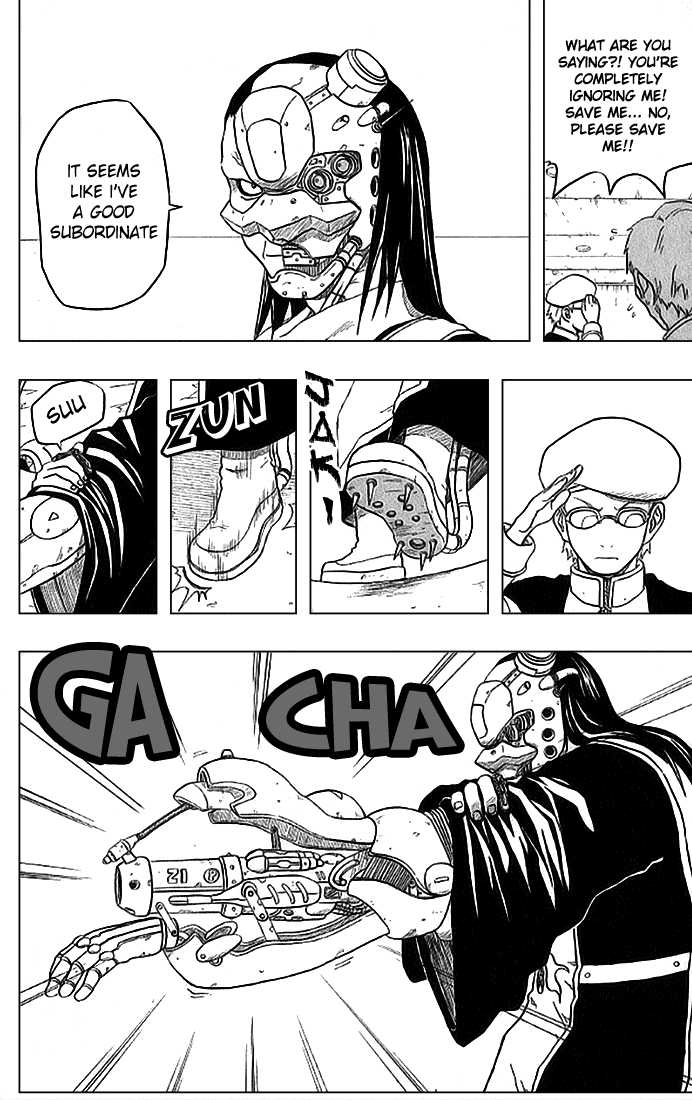 WHAT ARE YOU
SAYING?! YOU'RE
COMPLETELY
IGNORING ME!
SAVE ME... NO,
PLEASE SAVE
ME!!
IT SEEMS
LIKE I'VE
A GOOD
SUBORDINATE
JAKI
ZUN
SUU
GA CHA
IZ